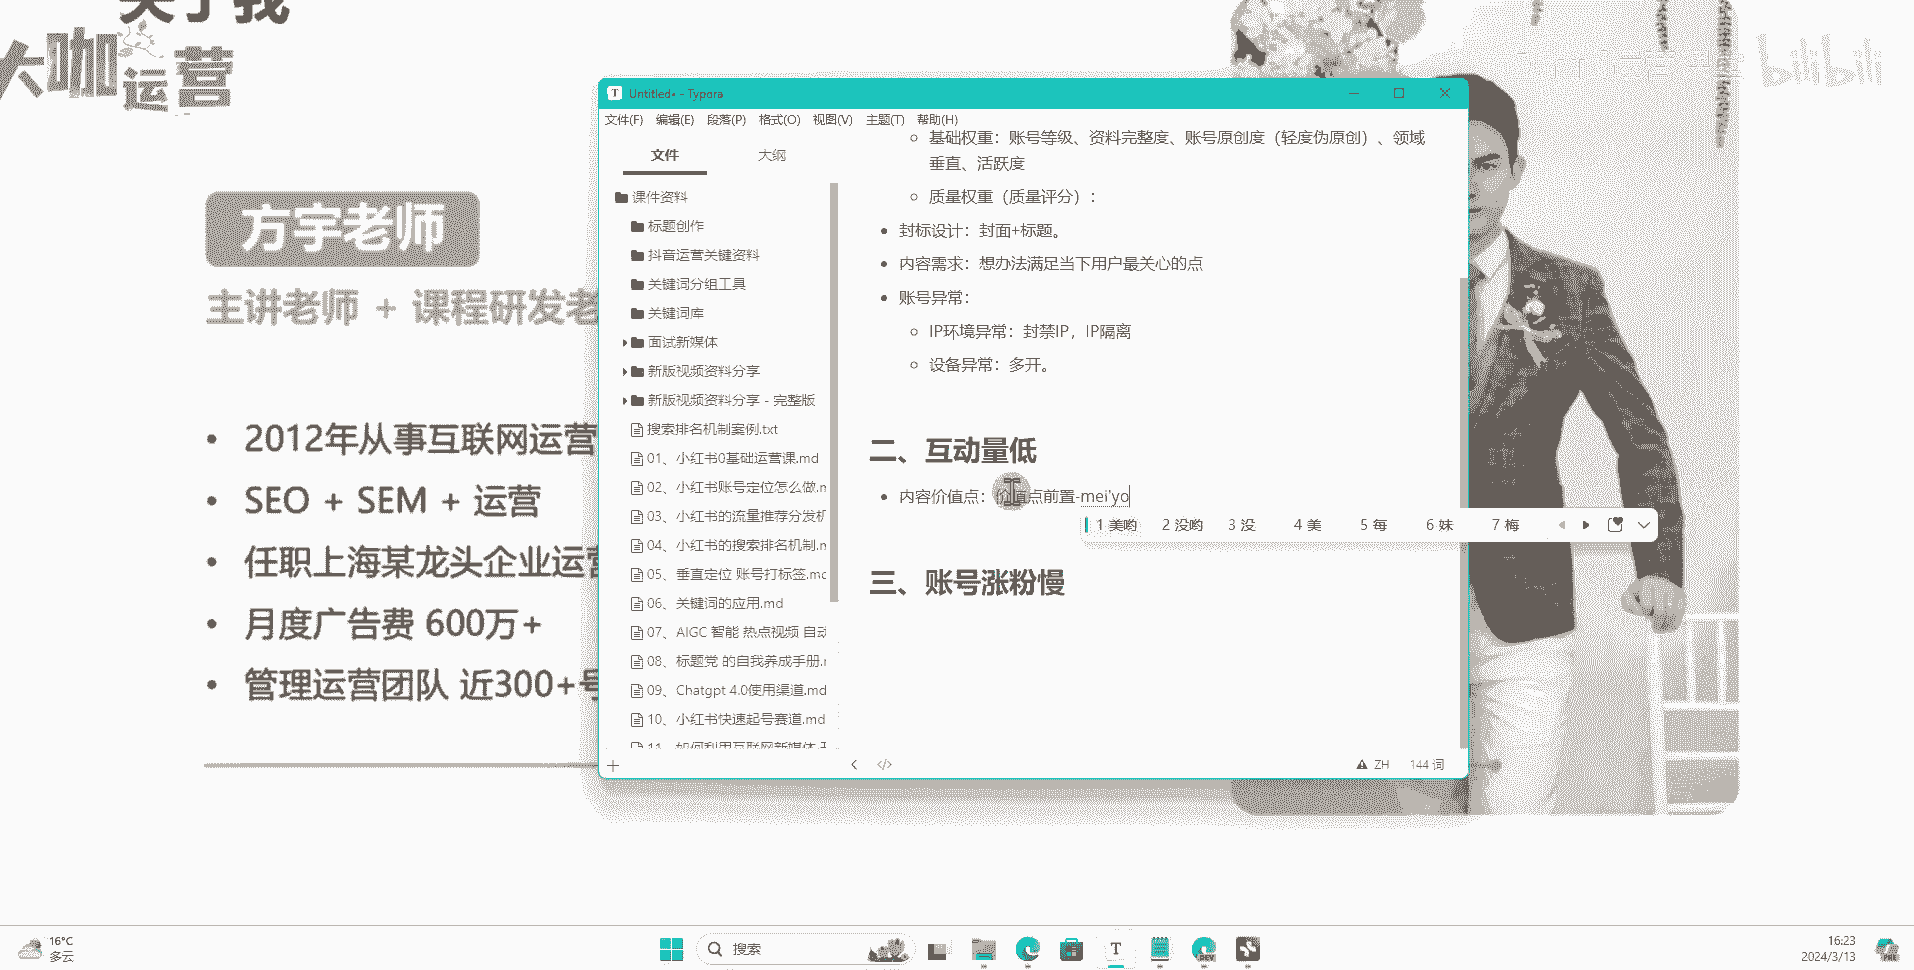 关于我
大咖运营
bilibili
方宇老师
主讲老师 + 课程研发老
2012年从事互联网运营
SEO + SEM + 运营
任职上海某龙头企业运营
月度广告费 600万+
管理运营团队 近300+号
Untitled• - Typora
文件(F) 编辑(E) 段落(P) 格式(O) 视图(V) 主题(T) 帮助(H)
文件 大纲
课件资料
标题创作
抖音运营关键资料
关键词分组工具
关键词库
面试新媒体
新版视频资料分享
新版视频资料分享 - 完整版
搜索排名机制案例.txt
01、小红书0基础运营课.md
02、小红书账号定位怎么做.m
03、小红书的流量推荐分发机
04、小红书的搜索排名机制.m
05、垂直定位 账号打标签.md
06、关键词的应用.md
07、AIGC 智能 热点视频 自动
08、标题党 的自我养成手册.m
09、Chatgpt 4.0使用渠道.md
10、小红书快速起号赛道.md
11、如何利用互联网新媒体
基础权重：账号等级、资料完整度、账号原创度（轻度伪原创）、领域
垂直、活跃度
质量权重（质量评分）：
封标设计：封面+标题。
内容需求：想办法满足当下用户最关心的点
账号异常：
IP环境异常：封禁IP，IP隔离
设备异常：多开。
二、互动量低
内容价值点：价值点前置-mei'yo
1 美哟 2 没哟 3 没 4 美 5 每 6 妹 7 梅
三、账号涨粉慢
ZH 144 词
16°C
多云
搜索
16:23
2024/3/13